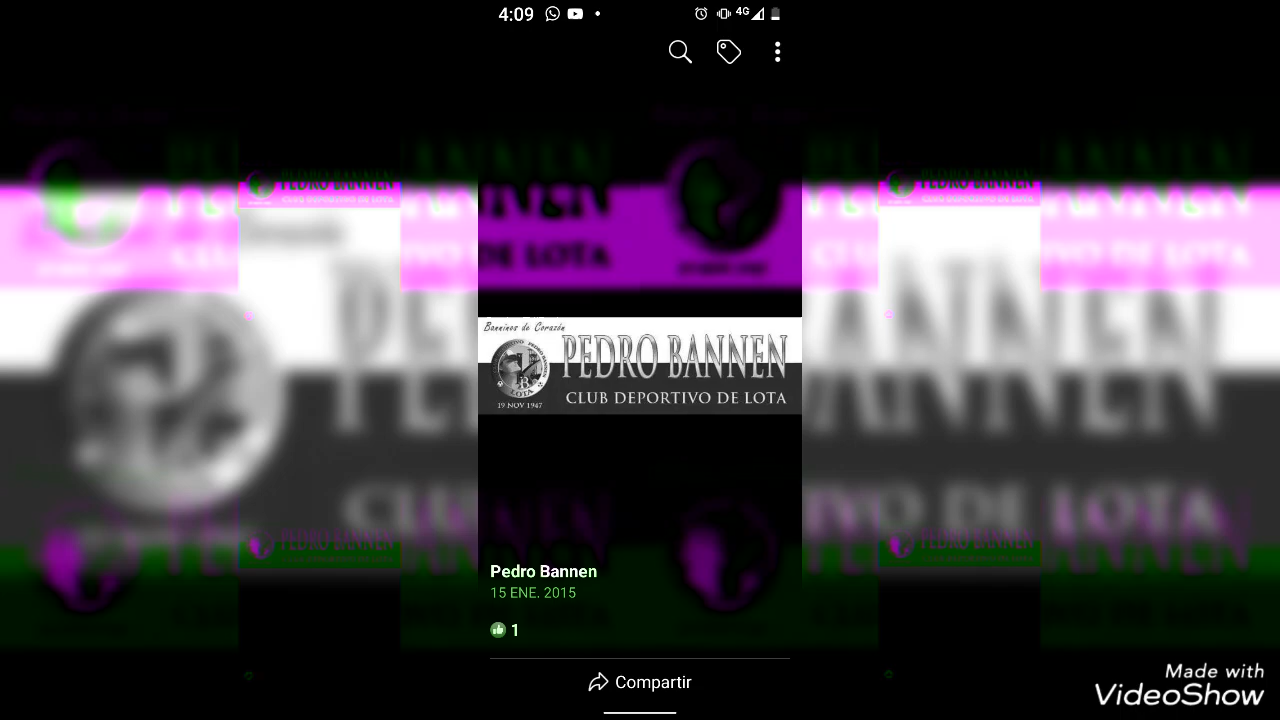 4:09
4G
Banninos de Corazón
PEDRO BANNEN
LOTA
19 NOV 1947
CLUB DEPORTIVO DE LOTA
Pedro Bannen
15 ENE. 2015
1
Compartir
Made with
VideoShow